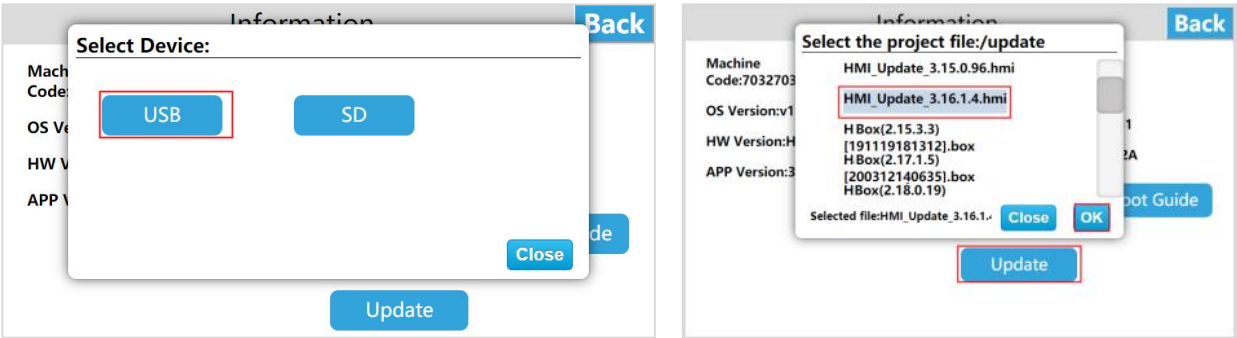 Information
Back
Select Device:
Mach
Code:
USB
SD
OS Ve
HW V
APP V
de
Close
Update
Information
Back
Select the project file:/update
Machine
Code:7032703
HMI_Update_3.15.0.96.hmi
HMI_Update_3.16.1.4.hmi
OS Version:v1
HBox(2.15.3.3)
1
[191119181312].box
HW Version:H
HBox(2.17.1.5)
2A
APP Version:3
[200312140635].box
HBox(2.18.0.19)
oot Guide
Selected file:HMI_Update_3.16.1.
Close
OK
Update